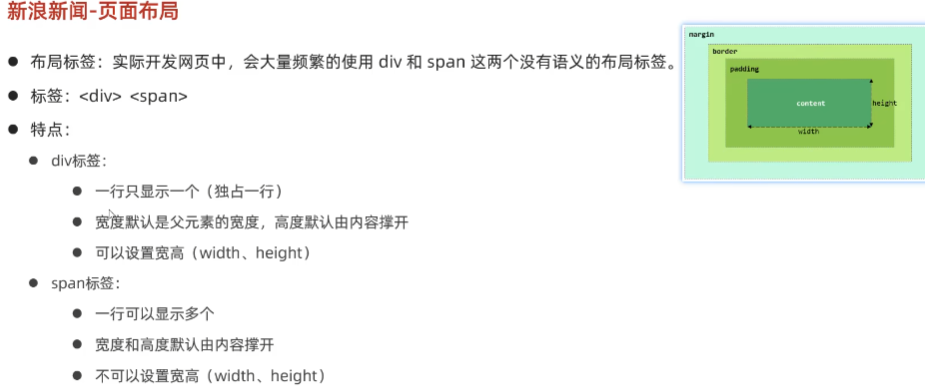 新浪新闻-页面布局
布局标签：实际开发网页中，会大量频繁的使用 div 和 span 这两个没有语义的布局标签。
标签：<div> <span>
特点：
div标签：
一行只显示一个（独占一行）
宽度默认是父元素的宽度，高度默认由内容撑开
可以设置宽高（width、height）
span标签：
一行可以显示多个
宽度和高度默认由内容撑开
不可以设置宽高（width、height）
margin
border
padding
content
height
width